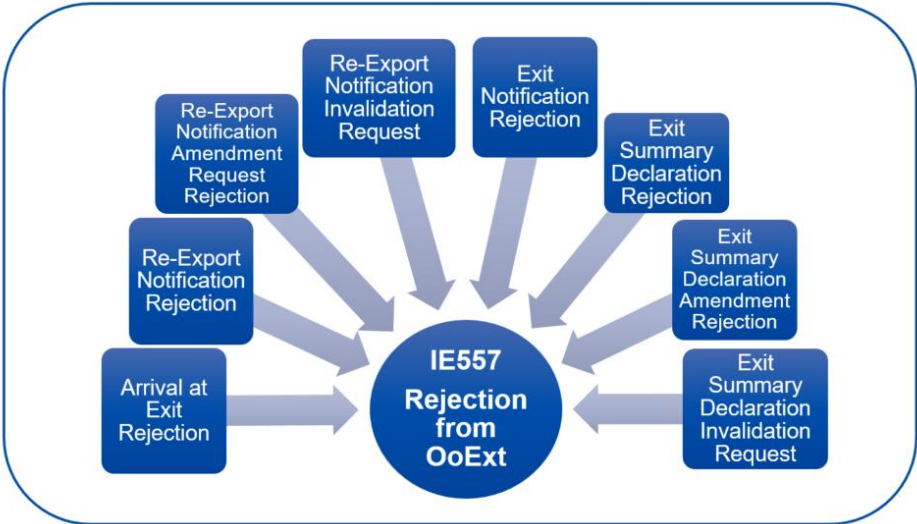 Re-Export
Notification
Invalidation
Request
Exit
Notification
Rejection
Re-Export
Notification
Amendment
Request
Rejection
Exit
Summary
Declaration
Rejection
Re-Export
Notification
Rejection
Exit
Summary
Declaration
Amendment
Rejection
Arrival at
Exit
Rejection
IE557
Rejection
from
OoExt
Exit
Summary
Declaration
Invalidation
Request